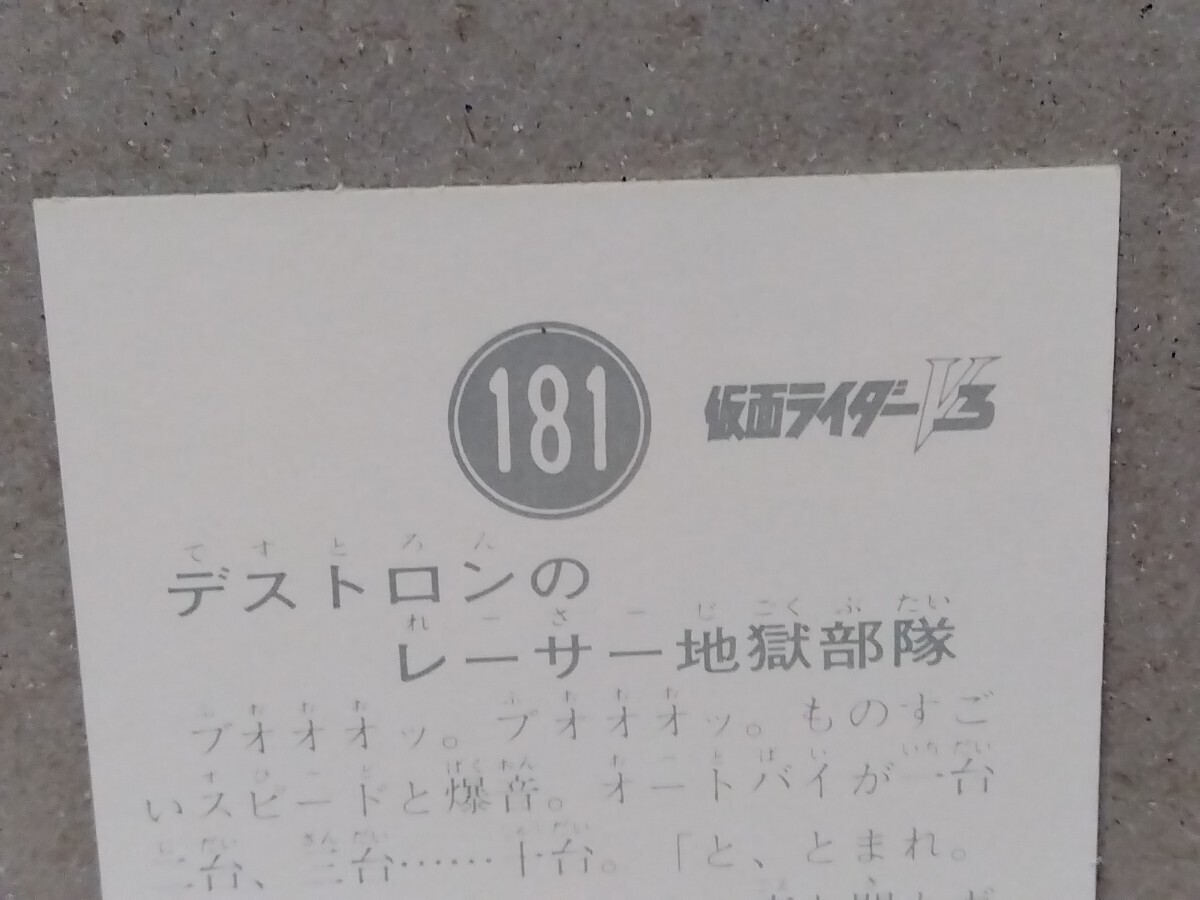 181
仮面ライダーV3
デストロンの
レーサー地獄部隊
ブオオオッ。ブオオオッ。ものすご
いスピードと爆音。オートバイが一台
二台、三台……十台。「と、とまれ。